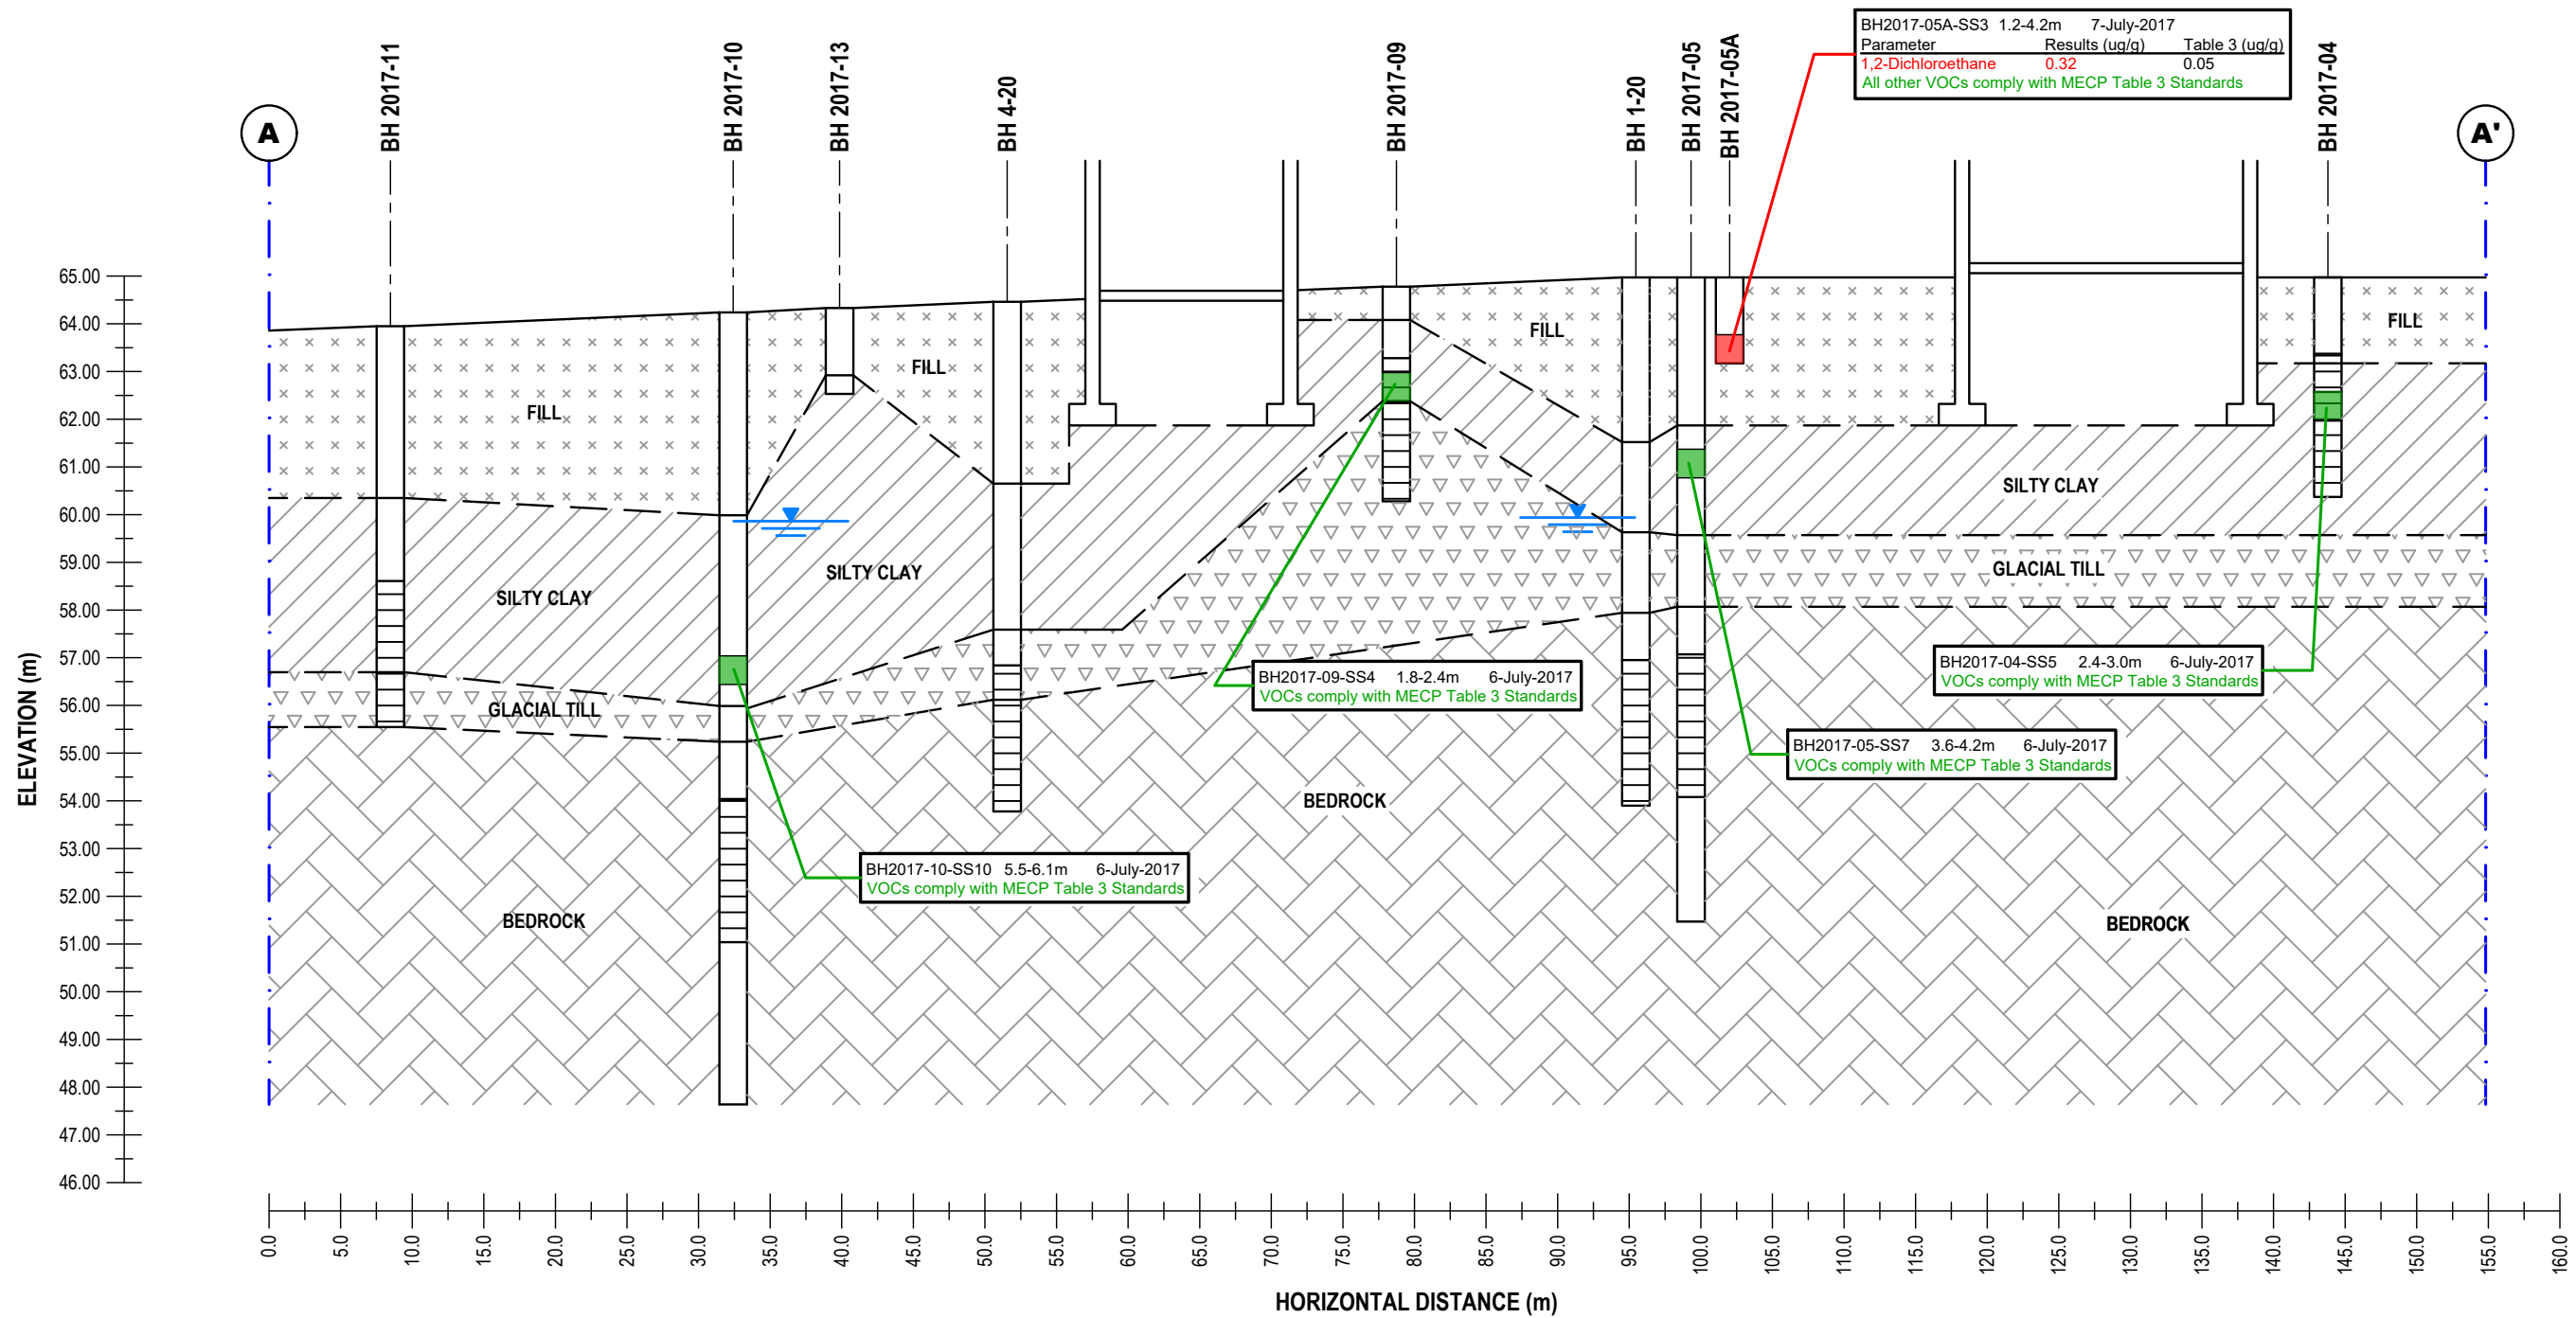 BH2017-05A-SS3 1.2-4.2m 7-July-2017
Parameter Results (ug/g) Table 3 (ug/g)
1,2-Dichloroethane 0.32 0.05
All other VOCs comply with MECP Table 3 Standards
A
BH 2017-11
BH 2017-10
BH 2017-13
BH 4-20
BH 2017-09
BH 1-20
BH 2017-05
BH 2017-05A
BH 2017-04
A'
ELEVATION (m)
65.00
64.00
63.00
62.00
61.00
60.00
59.00
58.00
57.00
56.00
55.00
54.00
53.00
52.00
51.00
50.00
49.00
48.00
47.00
46.00
FILL
FILL
FILL
FILL
SILTY CLAY
SILTY CLAY
SILTY CLAY
GLACIAL TILL
GLACIAL TILL
BH2017-09-SS4 1.8-2.4m 6-July-2017
VOCs comply with MECP Table 3 Standards
BH2017-04-SS5 2.4-3.0m 6-July-2017
VOCs comply with MECP Table 3 Standards
BH2017-05-SS7 3.6-4.2m 6-July-2017
VOCs comply with MECP Table 3 Standards
BH2017-10-SS10 5.5-6.1m 6-July-2017
VOCs comply with MECP Table 3 Standards
BEDROCK
BEDROCK
BEDROCK
0.0 5.0 10.0 15.0 20.0 25.0 30.0 35.0 40.0 45.0 50.0 55.0 60.0 65.0 70.0 75.0 80.0 85.0 90.0 95.0 100.0 105.0 110.0 115.0 120.0 125.0 130.0 135.0 140.0 145.0 150.0 155.0 160.0
HORIZONTAL DISTANCE (m)